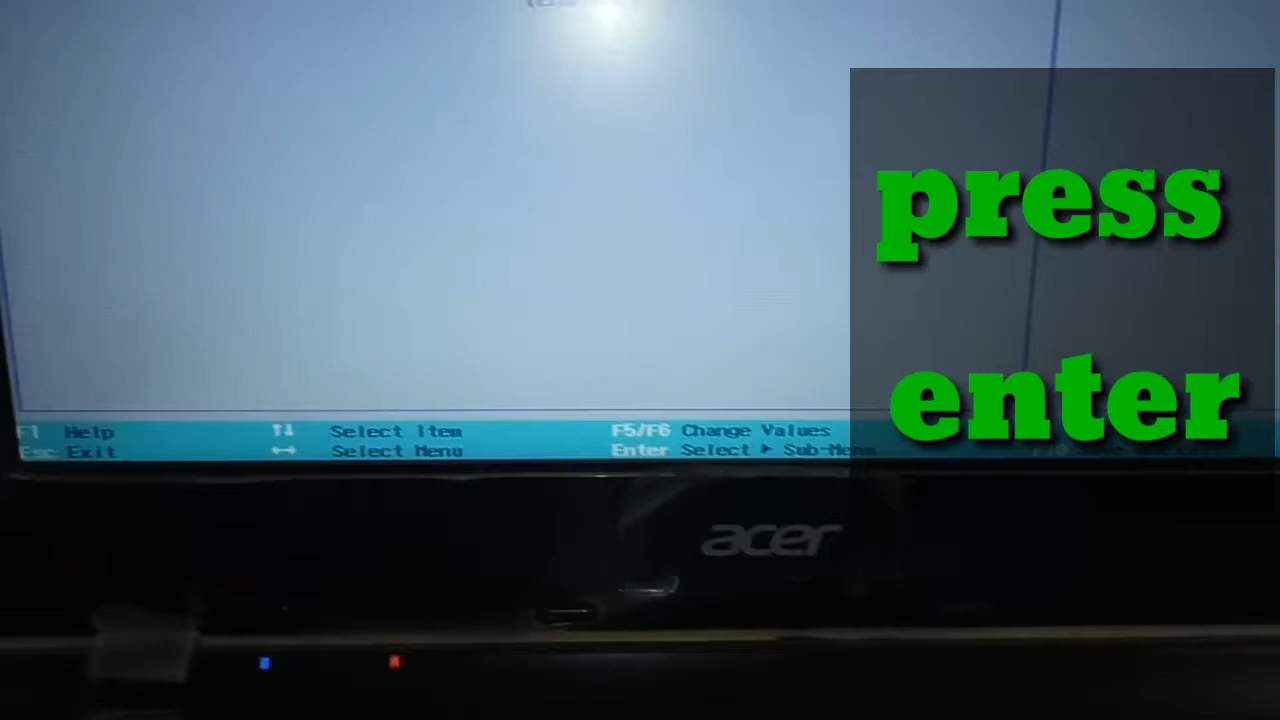 press
enter
F1 Help ↑↓ Select Item F5/F6 Change Values
Esc Exit ↔ Select Menu Enter Select ▶ Sub-Menu
acer